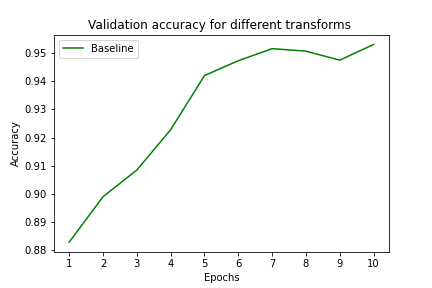 Validation accuracy for different transforms
Baseline
Accuracy
0.95
0.94
0.93
0.92
0.91
0.90
0.89
0.88
1 2 3 4 5 6 7 8 9 10
Epochs